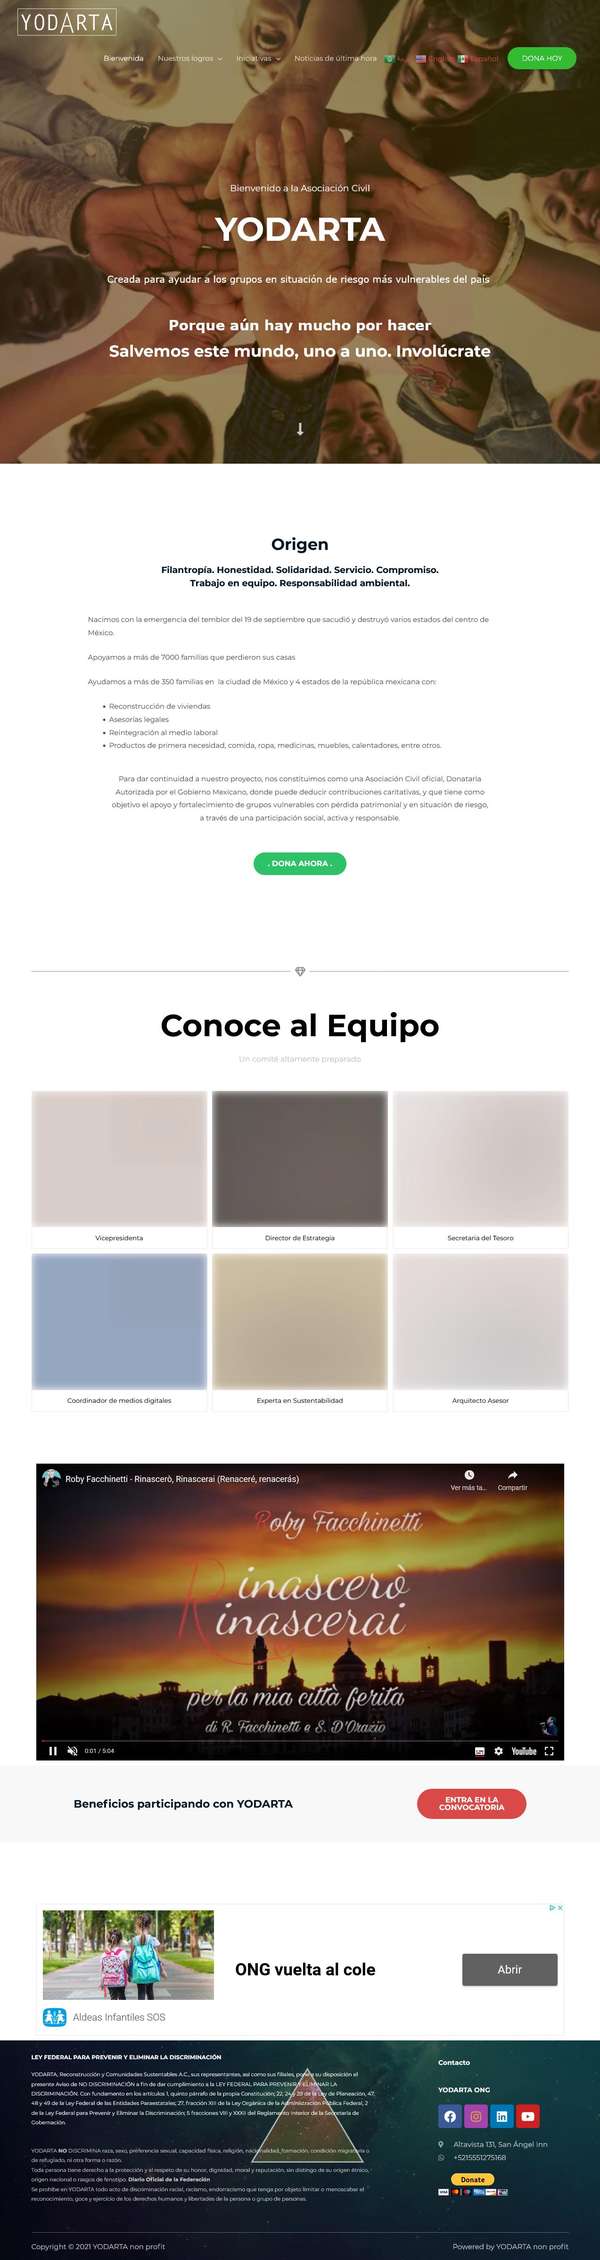 YODARTA
Bienvenida
Nuestros logros
Iniciativas
Noticias de última hora
English
Español
DONA HOY
Bienvenido a la Asociación Civil
YODARTA
Creada para ayudar a los grupos en situación de riesgo más vulnerables del país
Porque aún hay mucho por hacer
Salvemos este mundo, uno a uno. Involúcrate
Origen
Filantropía. Honestidad. Solidaridad. Servicio. Compromiso.
Trabajo en equipo. Responsabilidad ambiental.
Nacimos con la emergencia del temblor del 19 de septiembre que sacudió y destruyó varios estados del centro de
México.
Apoyamos a más de 7000 familias que perdieron sus casas
Ayudamos a más de 350 familias en la ciudad de México y 4 estados de la república mexicana con:
Reconstrucción de viviendas
Asesorías legales
Reintegración al medio laboral
Productos de primera necesidad, comida, ropa, medicinas, muebles, calentadores, entre otros.
Para dar continuidad a nuestro proyecto, nos constituimos como una Asociación Civil oficial, Donataria
Autorizada por el Gobierno Mexicano, donde puede deducir contribuciones caritativas, y que tiene como
objetivo el apoyo y fortalecimiento de grupos vulnerables con pérdida patrimonial y en situación de riesgo,
a través de una participación social, activa y responsable.
. DONA AHORA .
Conoce al Equipo
Un comité altamente preparado
Vicepresidenta
Director de Estrategia
Secretaria del Tesoro
Coordinador de medios digitales
Experta en Sustentabilidad
Arquitecto Asesor
Roby Facchinetti - Rinascerò, Rinascerai (Renaceré, renacerás)
Ver más ta...
Compartir
Roby Facchinetti
Rinascerò
Rinascerai
per la mia città ferita
di R. Facchinetti e S. D'Orazio
0:01 / 5:04
YouTube
Beneficios participando con YODARTA
ENTRA EN LA
CONVOCATORIA
ONG vuelta al cole
Abrir
Aldeas Infantiles SOS
LEY FEDERAL PARA PREVENIR Y ELIMINAR LA DISCRIMINACIÓN
YODARTA, Reconstrucción y Comunidades Sustentables A.C., sus representantes, así como sus filiales, pone a su disposición el
presente Aviso de NO DISCRIMINACIÓN a fin de dar cumplimiento a la LEY FEDERAL PARA PREVENIR Y ELIMINAR LA
DISCRIMINACIÓN. Con fundamento en los artículos 1, quinto párrafo de la propia Constitución; 22, 24 y 29 de la Ley de Planeación, 47,
48 y 49 de la Ley Federal de las Entidades Paraestatales; 27, fracción XII de la Ley Orgánica de la Administración Pública Federal, 2
de la Ley Federal para Prevenir y Eliminar la Discriminación; 5 fracciones VIII y XXXII del Reglamento Interior de la Secretaría de
Gobernación.
YODARTA NO DISCRIMINA raza, sexo, preferencia sexual, capacidad física, religión, nacionalidad, formación, condición migratoria o
de refugiado, ni otra forma o razón.
Toda persona tiene derecho a la protección y al respeto de su honor, dignidad, moral y reputación, sin distingo de su origen étnico,
origen nacional o rasgos de fenotipo. Diario Oficial de la Federación
Se prohíbe en YODARTA todo acto de discriminación racial, racismo, endorracismo que tenga por objeto limitar o menoscabar el
reconocimiento, goce y ejercicio de los derechos humanos y libertades de la persona o grupo de personas.
Contacto
YODARTA ONG
Altavista 131, San Ángel Inn
+5215551275168
Donate
VISA
Copyright © 2021 YODARTA non profit
Powered by YODARTA non profit